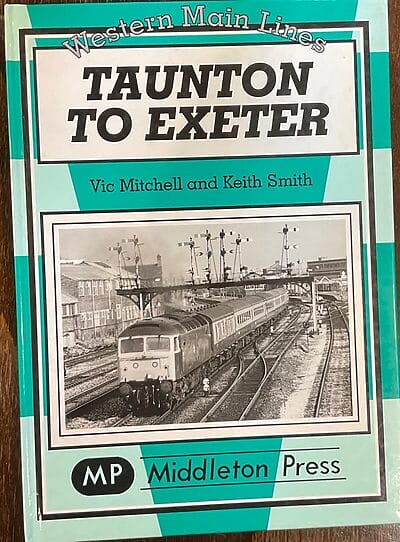 Western Main Lines
TAUNTON
TO EXETER
Vic Mitchell and Keith Smith
MP Middleton Press